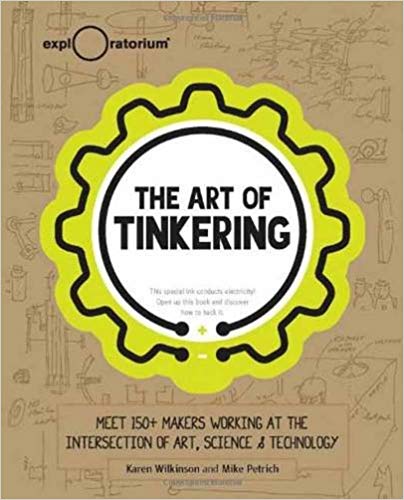 explOratorium®
THE ART OF
TINKERING
This special ink conducts electricity!
Open up this book and discover
how to hack it.
+
-
MEET 150+ MAKERS WORKING AT THE
INTERSECTION OF ART, SCIENCE & TECHNOLOGY
Karen Wilkinson and Mike Petrich